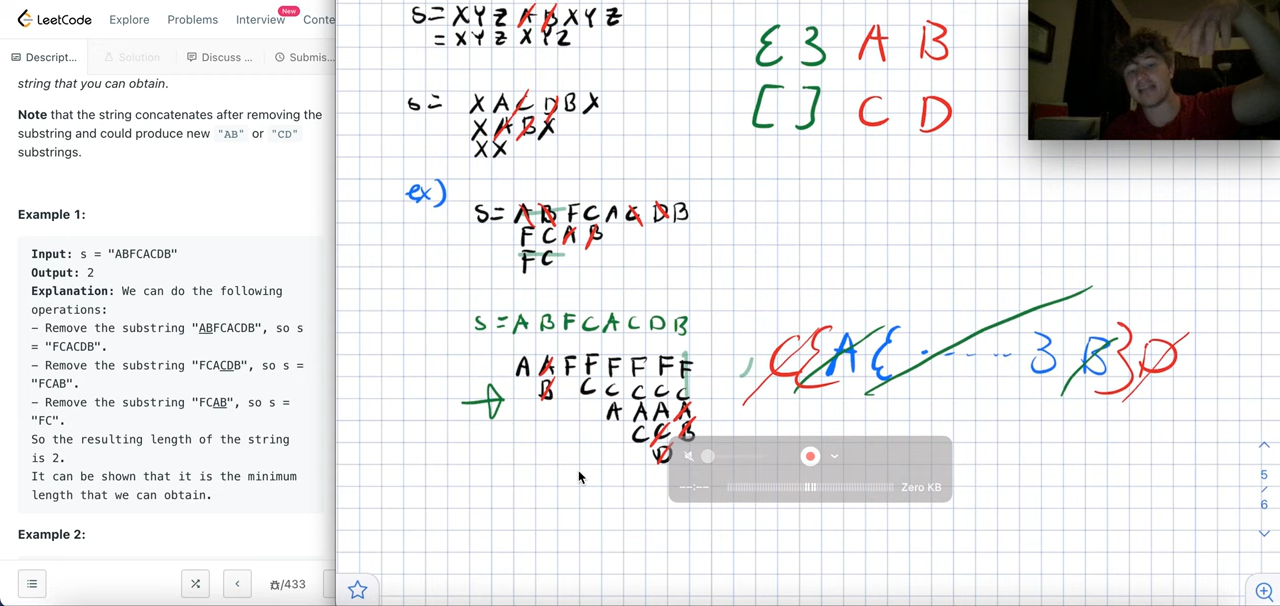 LeetCode
Explore
Problems
Interview
New
Conte
Descript...
Solution
Discuss ...
Submis...
string that you can obtain.
Note that the string concatenates after removing the
substring and could produce new "AB" or "CD"
substrings.
Example 1:
Input: s = "ABFCACDB"
Output: 2
Explanation: We can do the following
operations:
- Remove the substring "ABFCACDB", so s
= "FCACDB".
- Remove the substring "FCACDB", so s =
"FCAB".
- Remove the substring "FCAB", so s =
"FC".
So the resulting length of the string
is 2.
It can be shown that it is the minimum
length that we can obtain.
Example 2:
/433
S = X Y Z A B X Y Z
= X Y Z X Y Z
S = X A C D B X
X A B X
X X
ex)
S = A B F C A C D B
F C A B
F C
S = A B F C A C D B
A A F F F F F F
B C C C C C
A A A A
C C B
D
{ } A B
[ ] C D
, C { A { ------ } B } D
--:--
Zero KB
5
/
6